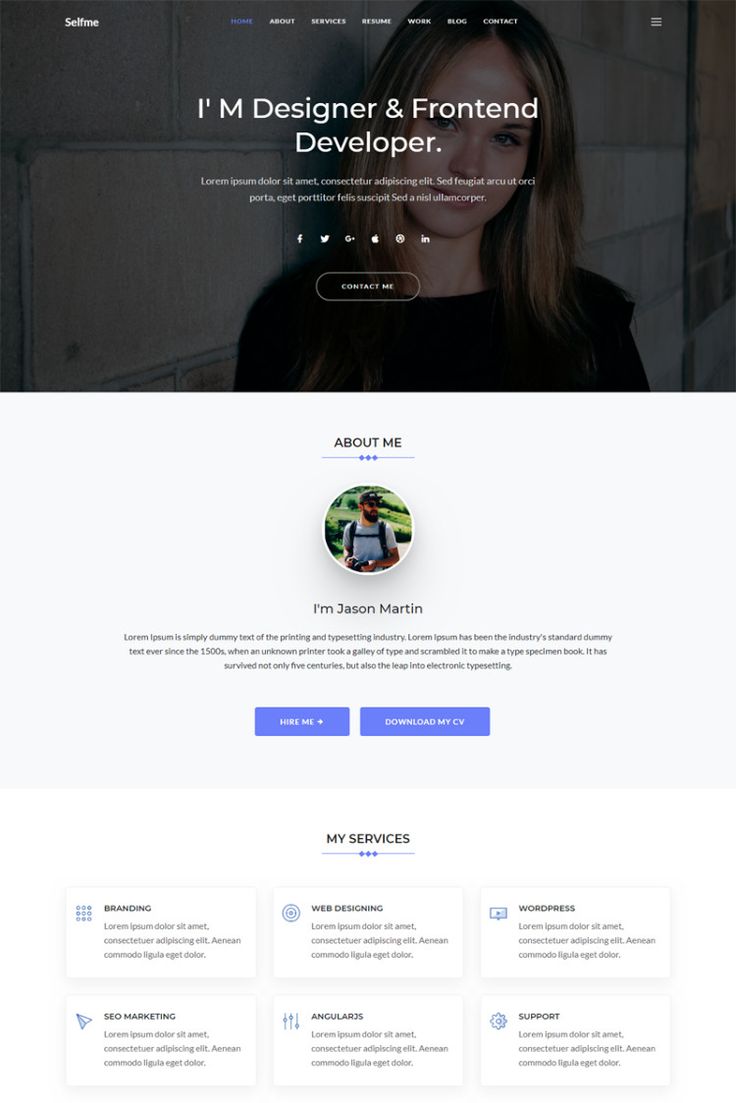 Selfme
HOME ABOUT SERVICES RESUME WORK BLOG CONTACT
I' M Designer & Frontend
Developer.
Lorem ipsum dolor sit amet, consectetur adipiscing elit. Sed feugiat arcu ut orci
porta, eget porttitor felis suscipit Sed a nisl ullamcorper.
CONTACT ME
ABOUT ME
I'm Jason Martin
Lorem Ipsum is simply dummy text of the printing and typesetting industry. Lorem Ipsum has been the industry's standard dummy
text ever since the 1500s, when an unknown printer took a galley of type and scrambled it to make a type specimen book. It has
survived not only five centuries, but also the leap into electronic typesetting.
HIRE ME
DOWNLOAD MY CV
MY SERVICES
BRANDING
Lorem ipsum dolor sit amet,
consectetuer adipiscing elit. Aenean
commodo ligula eget dolor.
WEB DESIGNING
Lorem ipsum dolor sit amet,
consectetuer adipiscing elit. Aenean
commodo ligula eget dolor.
WORDPRESS
Lorem ipsum dolor sit amet,
consectetuer adipiscing elit. Aenean
commodo ligula eget dolor.
SEO MARKETING
Lorem ipsum dolor sit amet,
consectetuer adipiscing elit. Aenean
commodo ligula eget dolor.
ANGULARJS
Lorem ipsum dolor sit amet,
consectetuer adipiscing elit. Aenean
commodo ligula eget dolor.
SUPPORT
Lorem ipsum dolor sit amet,
consectetuer adipiscing elit. Aenean
commodo ligula eget dolor.